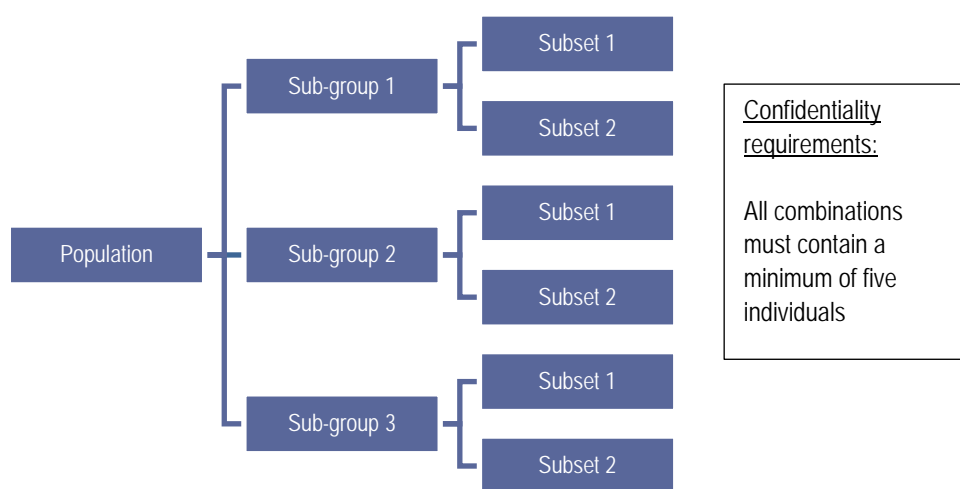 Population
Sub-group 1
Subset 1
Subset 2
Sub-group 2
Subset 1
Subset 2
Sub-group 3
Subset 1
Subset 2
Confidentiality
requirements:
All combinations
must contain a
minimum of five
individuals